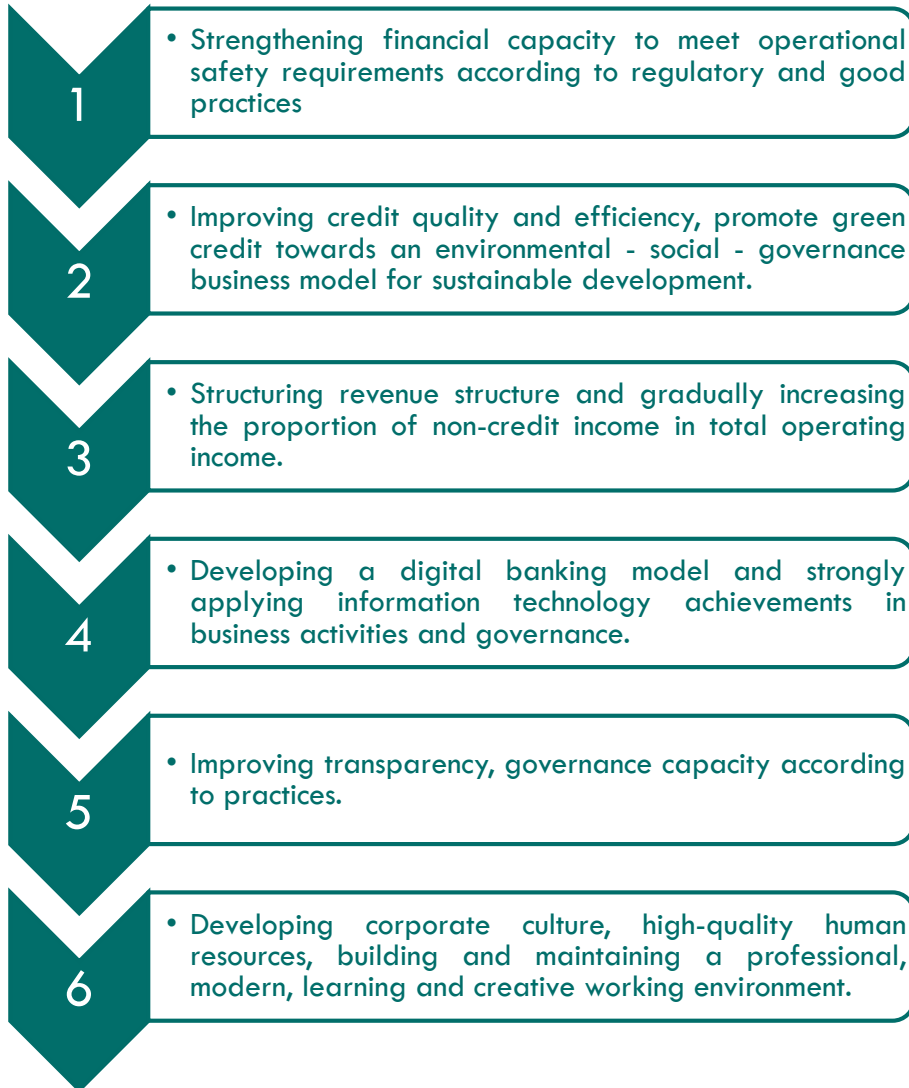 1
• Strengthening financial capacity to meet operational
safety requirements according to regulatory and good
practices
2
• Improving credit quality and efficiency, promote green
credit towards an environmental - social - governance
business model for sustainable development.
3
• Structuring revenue structure and gradually increasing
the proportion of non-credit income in total operating
income.
4
• Developing a digital banking model and strongly
applying information technology achievements in
business activities and governance.
5
• Improving transparency, governance capacity according
to practices.
6
• Developing corporate culture, high-quality human
resources, building and maintaining a professional,
modern, learning and creative working environment.